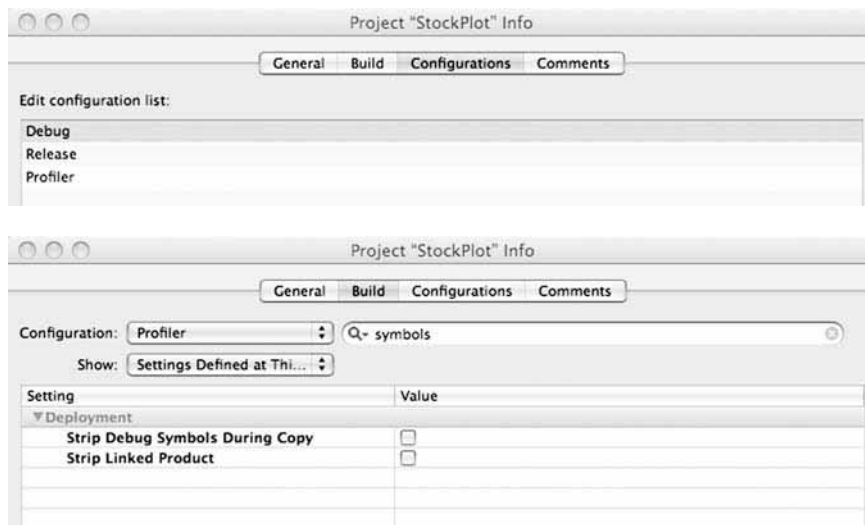 Project "StockPlot" Info
General Build Configurations Comments
Edit configuration list:
Debug
Release
Profiler
Project "StockPlot" Info
General Build Configurations Comments
Configuration: Profiler symbols
Show: Settings Defined at Thi...
Setting Value
Deployment
Strip Debug Symbols During Copy
Strip Linked Product